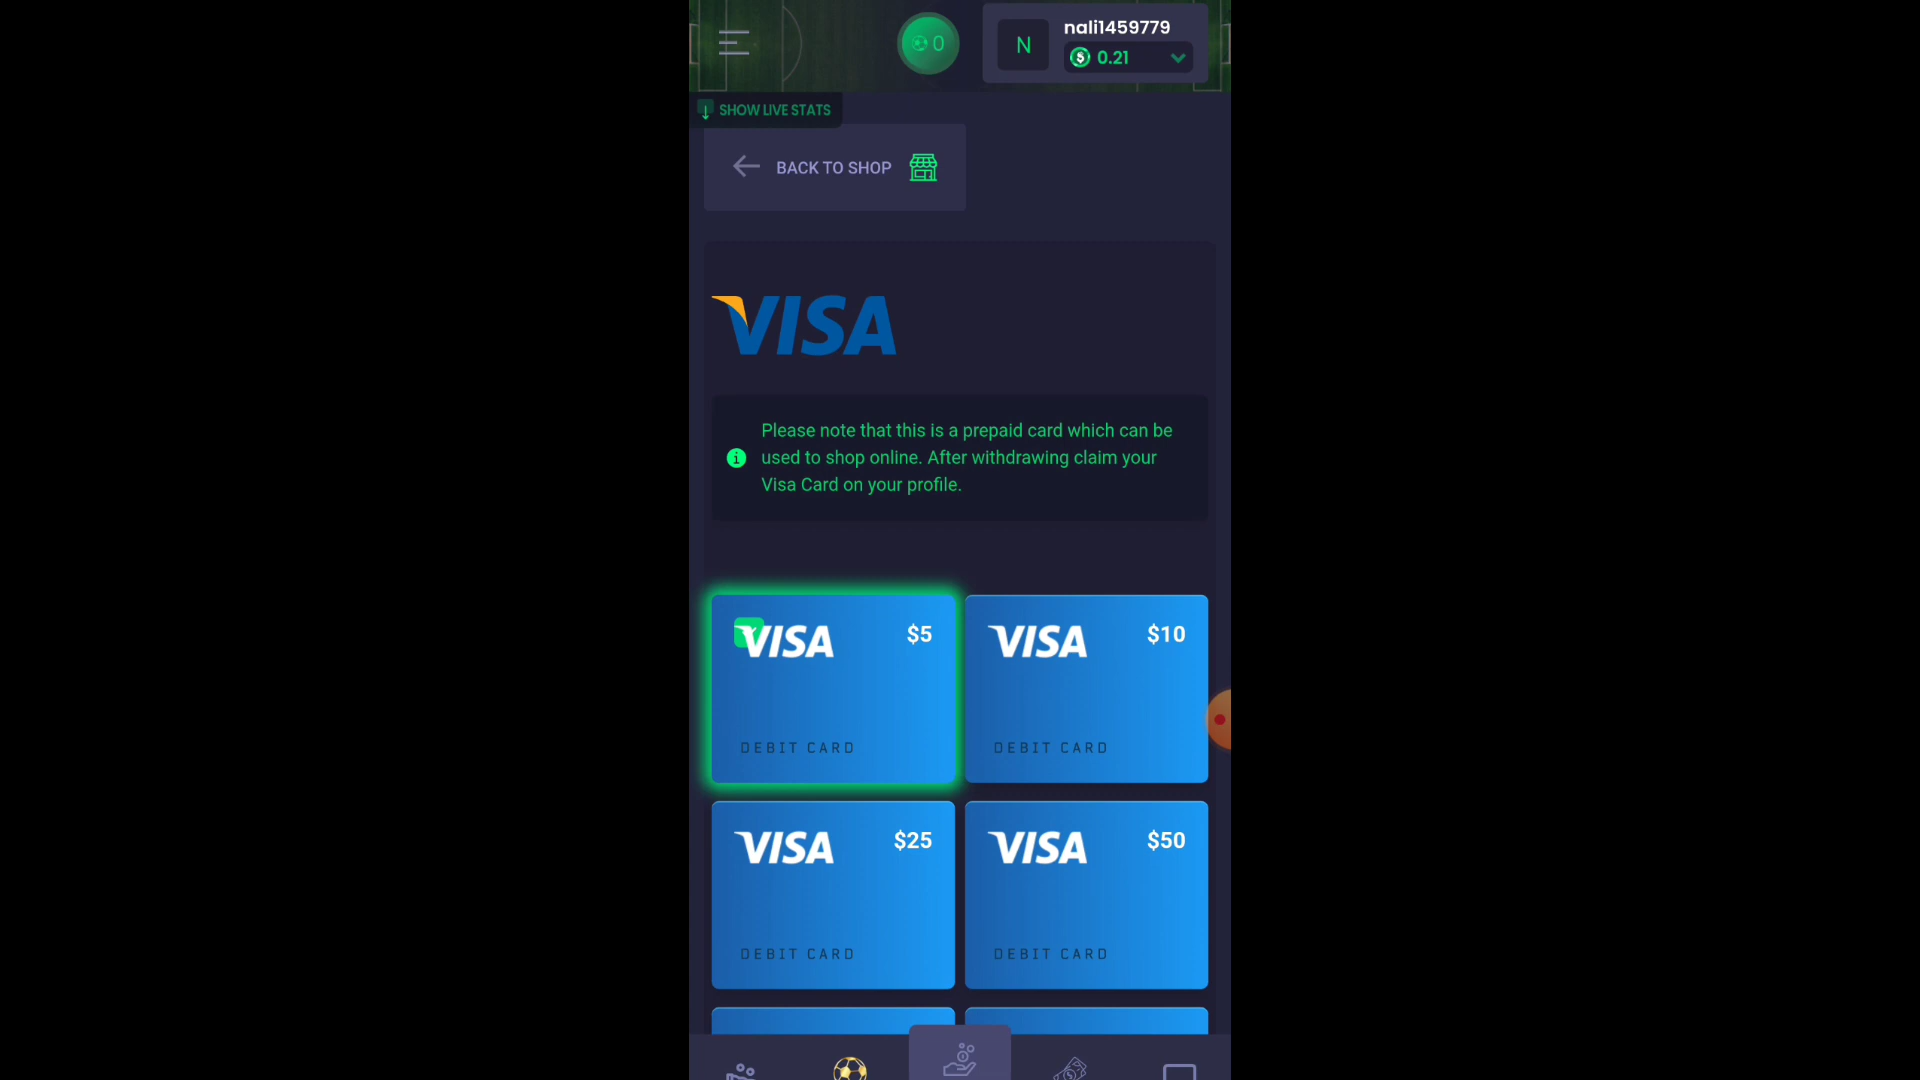 0
N
nali1459779
$ 0.21
SHOW LIVE STATS
BACK TO SHOP
VISA
Please note that this is a prepaid card which can be
used to shop online. After withdrawing claim your
Visa Card on your profile.
VISA $5
DEBIT CARD
VISA $10
DEBIT CARD
VISA $25
DEBIT CARD
VISA $50
DEBIT CARD